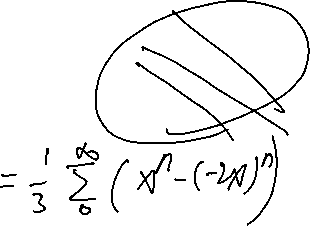 = 1/3 ∑_0^∞ (x^n - (-2x)^n)